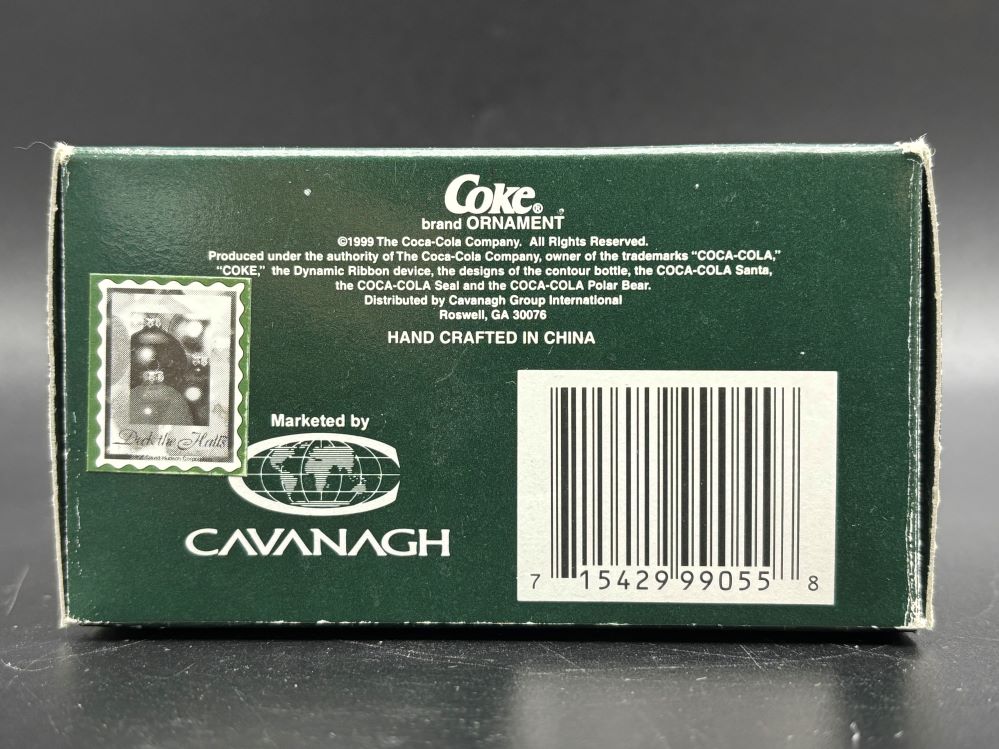 Coke®
brand ORNAMENT
©1999 The Coca-Cola Company. All Rights Reserved.
Produced under the authority of The Coca-Cola Company, owner of the trademarks “COCA-COLA,”
“COKE,” the Dynamic Ribbon device, the designs of the contour bottle, the COCA-COLA Santa,
the COCA-COLA Seal and the COCA-COLA Polar Bear.
Distributed by Cavanagh Group International
Roswell, GA 30076
HAND CRAFTED IN CHINA
Deck the Halls
Marketed by
CAVANAGH
7 15429 99055 8